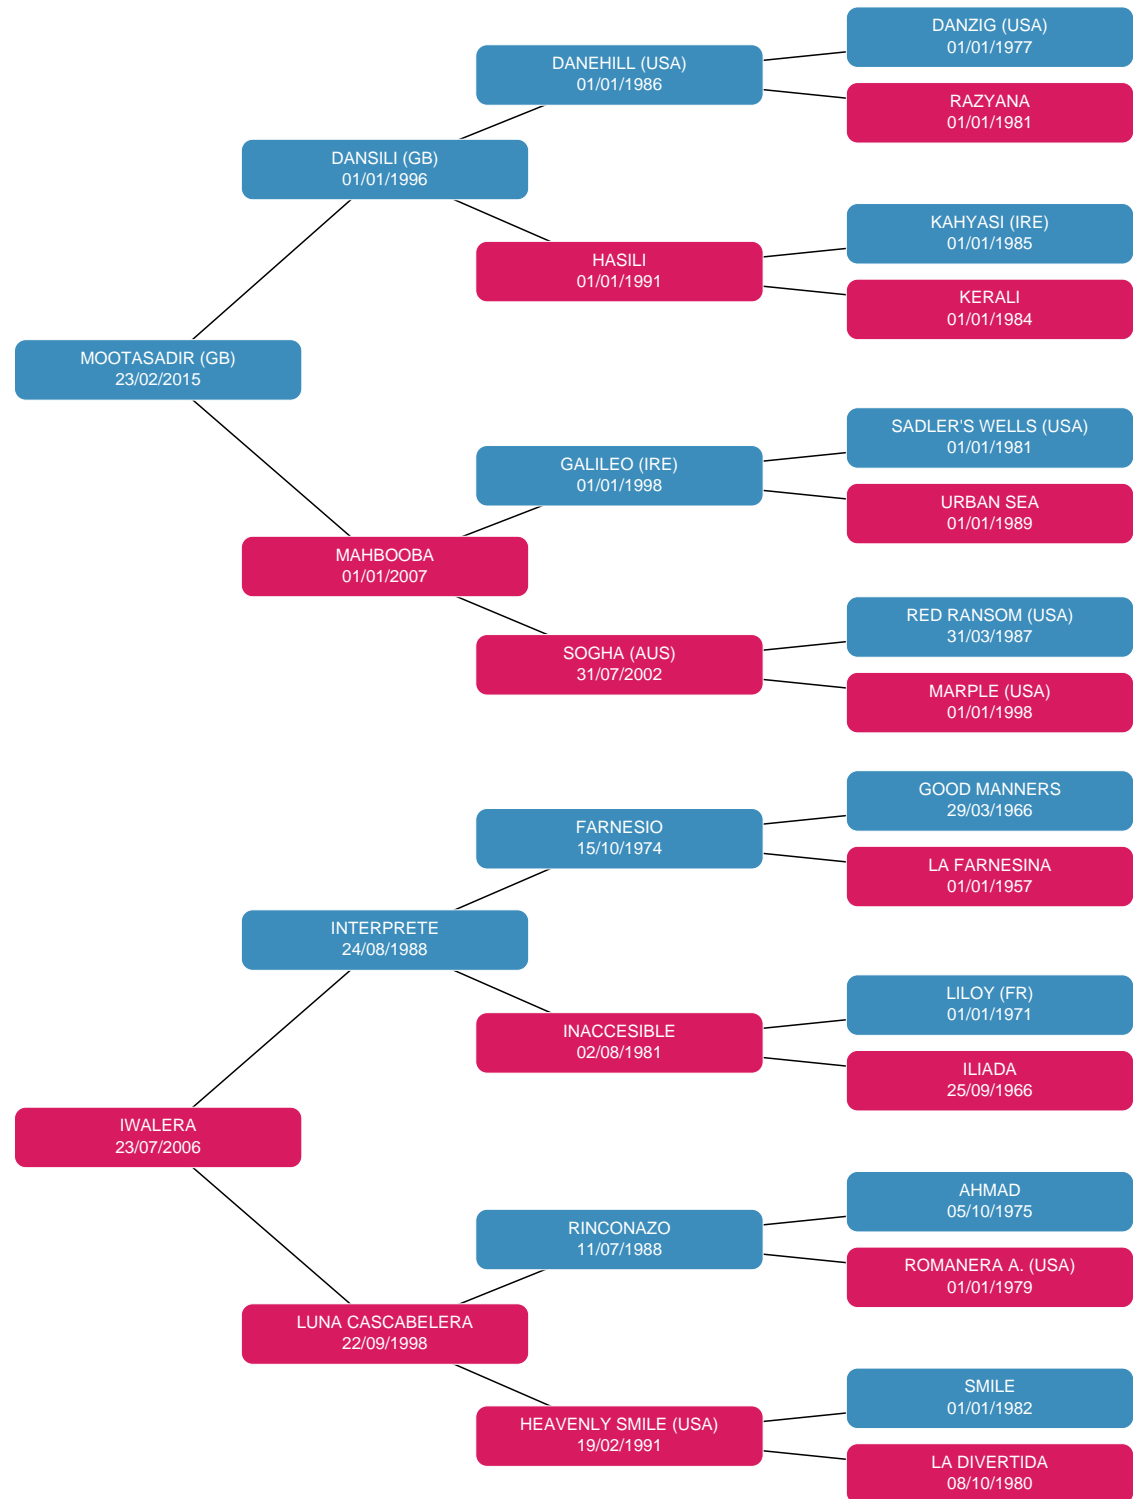 DANZIG (USA)
01/01/1977
DANEHILL (USA)
01/01/1986
RAZYANA
01/01/1981
DANSILI (GB)
01/01/1996
KAHYASI (IRE)
01/01/1985
HASILI
01/01/1991
KERALI
01/01/1984
MOOTASADIR (GB)
23/02/2015
SADLER'S WELLS (USA)
01/01/1981
GALILEO (IRE)
01/01/1998
URBAN SEA
01/01/1989
MAHBOOBA
01/01/2007
RED RANSOM (USA)
31/03/1987
SOGHA (AUS)
31/07/2002
MARPLE (USA)
01/01/1998
GOOD MANNERS
29/03/1966
FARNESIO
15/10/1974
LA FARNESINA
01/01/1957
INTERPRETE
24/08/1988
LILOY (FR)
01/01/1971
INACCESIBLE
02/08/1981
ILIADA
25/09/1966
IWALERA
23/07/2006
AHMAD
05/10/1975
RINCONAZO
11/07/1988
ROMANERA A. (USA)
01/01/1979
LUNA CASCABELERA
22/09/1998
SMILE
01/01/1982
HEAVENLY SMILE (USA)
19/02/1991
LA DIVERTIDA
08/10/1980